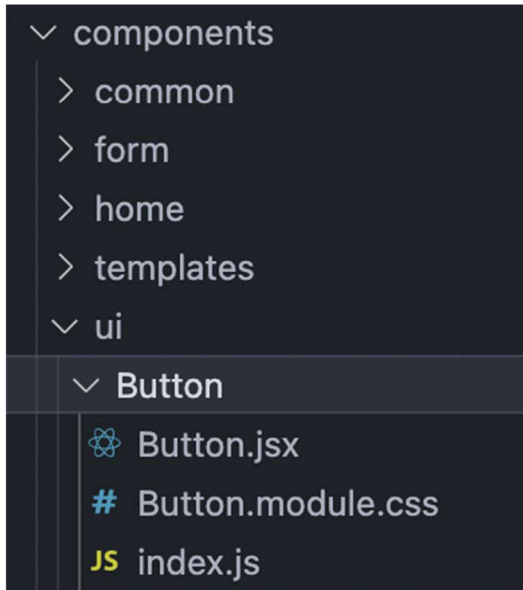 components
common
form
home
templates
ui
Button
Button.jsx
# Button.module.css
JS index.js